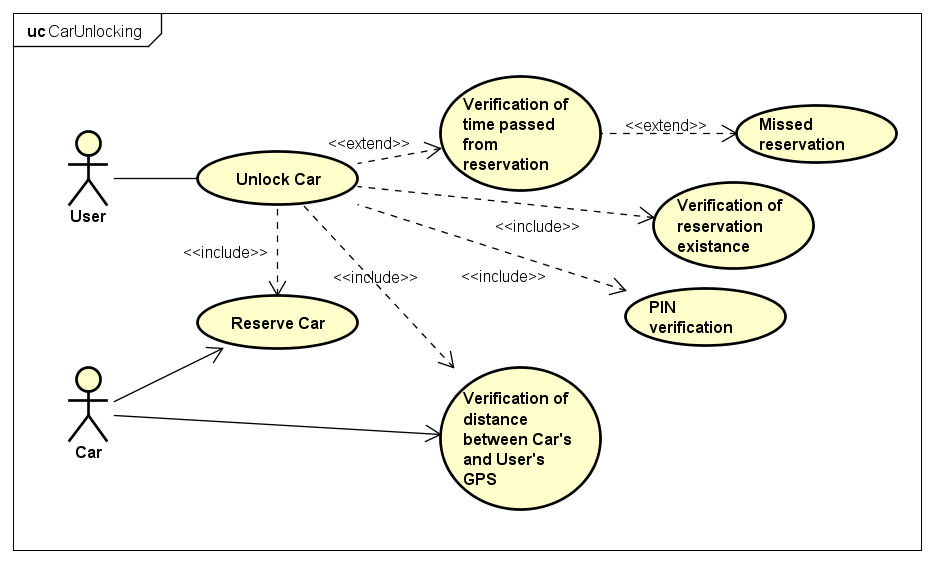 uc CarUnlocking
Verification of
time passed
from
reservation
<<extend>>
Missed
reservation
<<extend>>
User
Unlock Car
Verification of
reservation
existance
<<include>>
<<include>>
<<include>>
<<include>>
Reserve Car
PIN
verification
Car
Verification of
distance
between Car's
and User's
GPS